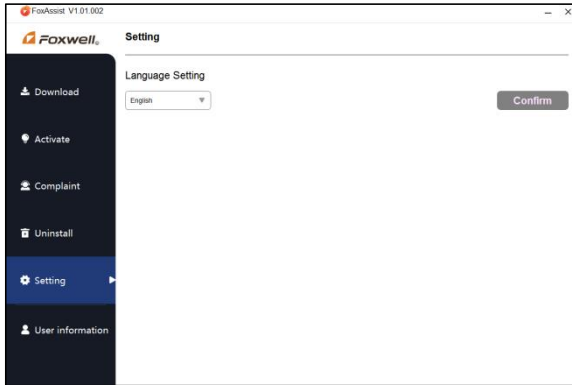 FoxAssist V1.01.002
FOXWELL®
Setting
Language Setting
English
Confirm
Download
Activate
Complaint
Uninstall
Setting
User information